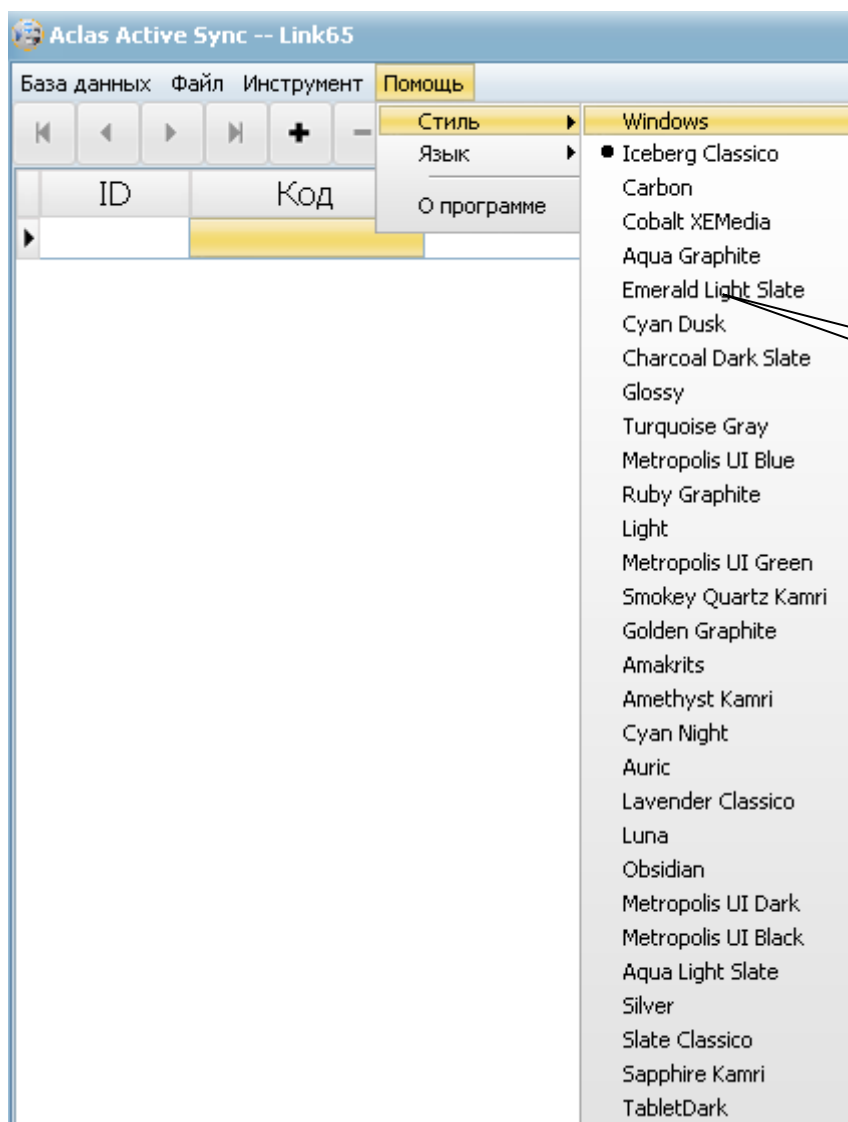 Aclas Active Sync -- Link65
База данных Файл Инструмент Помощь
Стиль
Язык
О программе
ID Код
Windows
Iceberg Classico
Carbon
Cobalt XEMedia
Aqua Graphite
Emerald Light Slate
Cyan Dusk
Charcoal Dark Slate
Glossy
Turquoise Gray
Metropolis UI Blue
Ruby Graphite
Light
Metropolis UI Green
Smokey Quartz Kamri
Golden Graphite
Amakrits
Amethyst Kamri
Cyan Night
Auric
Lavender Classico
Luna
Obsidian
Metropolis UI Dark
Metropolis UI Black
Aqua Light Slate
Silver
Slate Classico
Sapphire Kamri
TabletDark